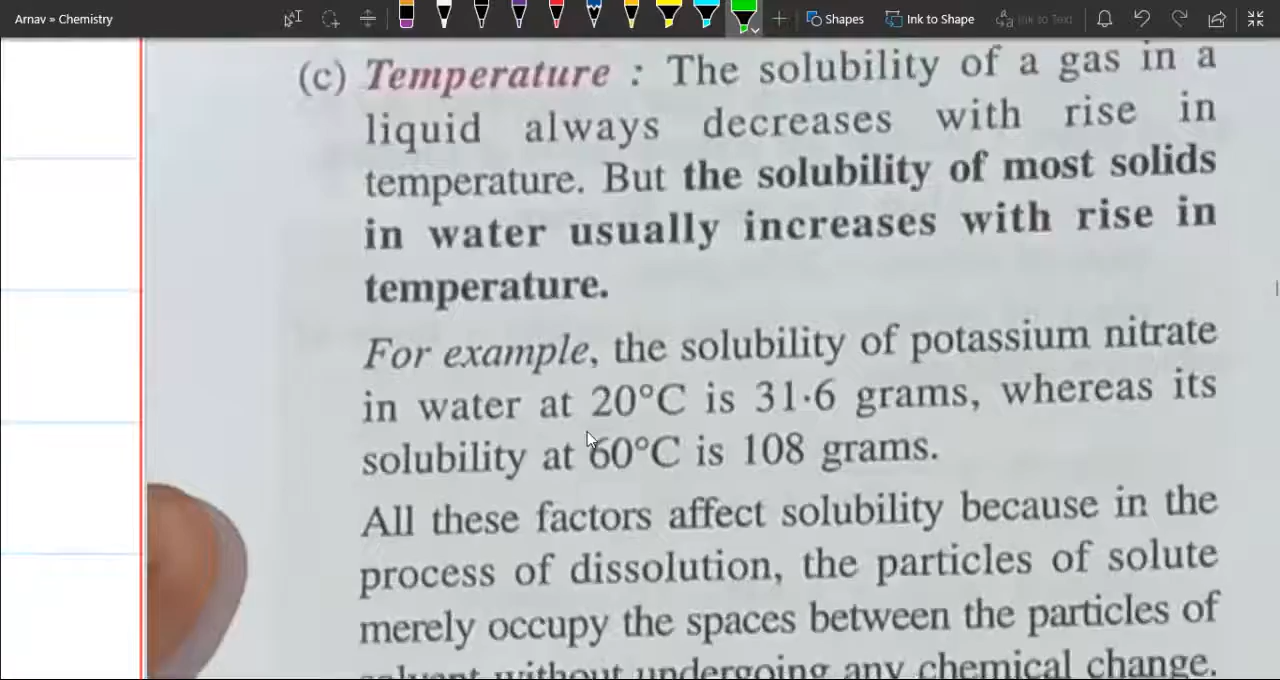 Arnav » Chemistry
Shapes
Ink to Shape
Ink to Text
(c) Temperature : The solubility of a gas in a
liquid always decreases with rise in
temperature. But the solubility of most solids
in water usually increases with rise in
temperature.
For example, the solubility of potassium nitrate
in water at 20°C is 31·6 grams, whereas its
solubility at 60°C is 108 grams.
All these factors affect solubility because in the
process of dissolution, the particles of solute
merely occupy the spaces between the particles of
solvent without undergoing any chemical change.